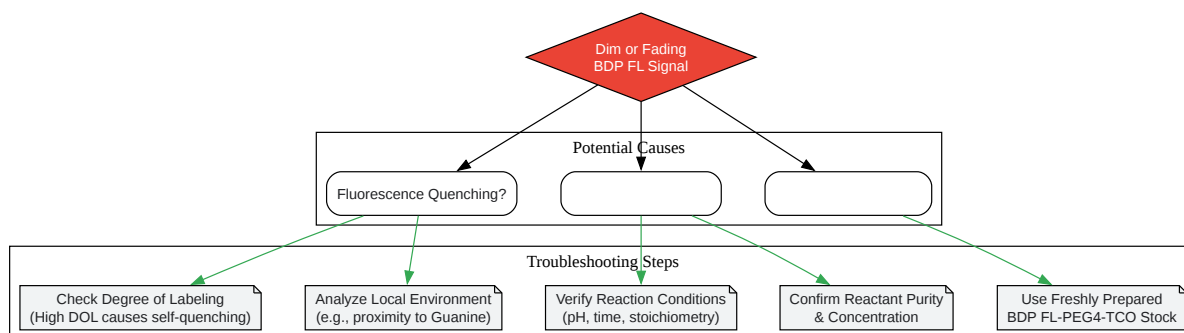 Dim or Fading
BDP FL Signal
Potential Causes
Fluorescence Quenching?
Troubleshooting Steps
Check Degree of Labeling
(High DOL causes self-quenching)
Analyze Local Environment
(e.g., proximity to Guanine)
Verify Reaction Conditions
(pH, time, stoichiometry)
Confirm Reactant Purity
& Concentration
Use Freshly Prepared
BDP FL-PEG4-TCO Stock